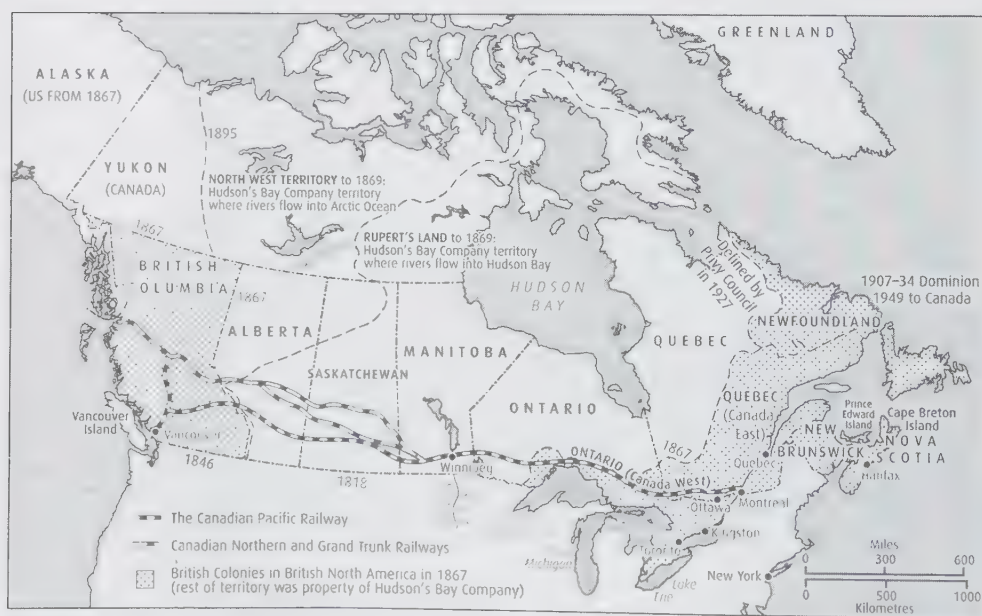 GREENLAND
ALASKA
(US FROM 1867)
1895
YUKON
(CANADA)
NORTH WEST TERRITORY to 1869:
Hudson's Bay Company territory
where rivers flow into Arctic Ocean
1867
RUPERT'S LAND to 1869:
Hudson's Bay Company territory
where rivers flow into Hudson Bay
BRITISH
OLUMBIA
1867
HUDSON
BAY
Defined by
Privy Council
in 1927
1907-34 Dominion
1949 to Canada
NEWFOUNDLAND
ALBERTA
MANITOBA
QUEBEC
SASKATCHEWAN
ONTARIO
QUEBEC
(Canada
East)
Prince
Edward
Island
Cape Breton
Island
Vancouver
Island
Vancouver
NEW
BRUNSWICK
NOVA
SCOTIA
1846
1818
Winnipeg
ONTARIO (Canada West)
1867
Quebec
Halifax
Ottawa
Montreal
Kingston
Toronto
Michigan
Lake
Erie
New York
The Canadian Pacific Railway
Canadian Northern and Grand Trunk Railways
British Colonies in British North America in 1867
(rest of territory was property of Hudson's Bay Company)
Miles
0 300 600
0 1000
Kilometres